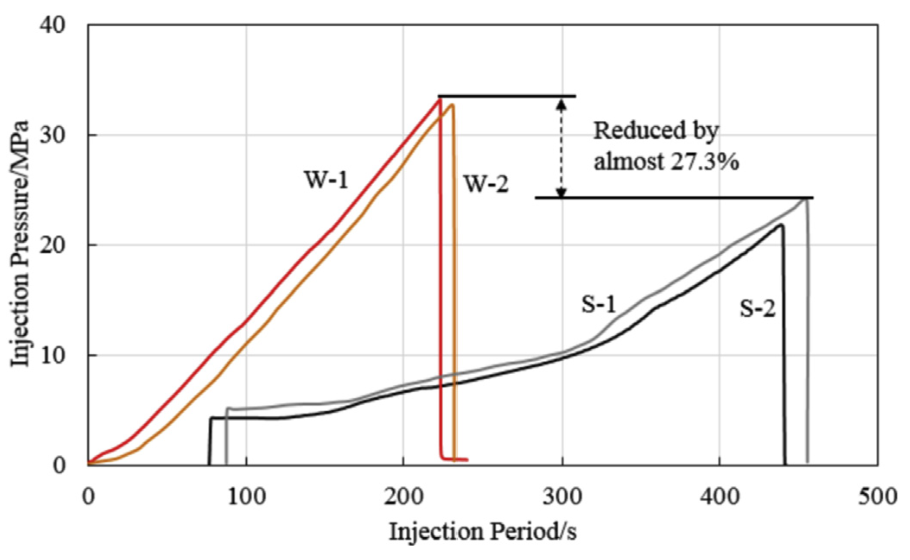 40
30
20
10
0
Injection Pressure/MPa
W-1
W-2
Reduced by
almost 27.3%
S-1
S-2
0
100
200
300
400
500
Injection Period/s